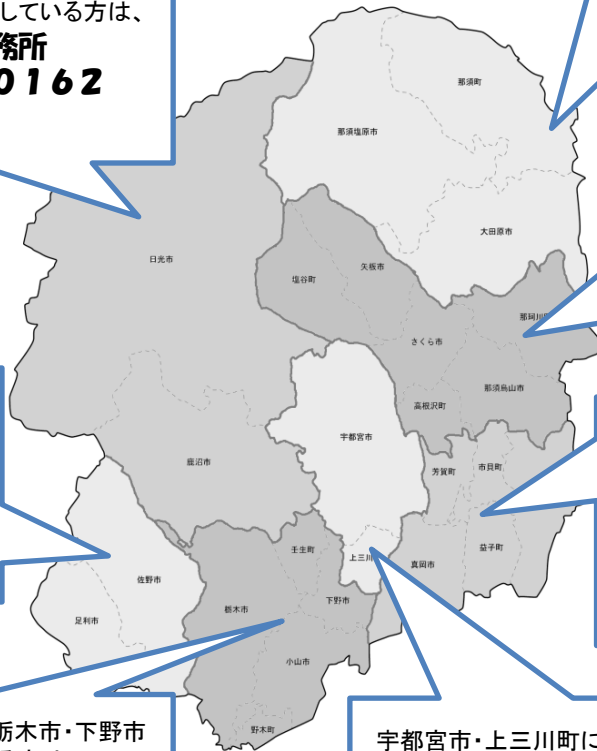 している方は、
務所
0162
那須町
那須塩原市
大田原市
日光市
矢板市
塩谷町
那珂川
さくら市
那須烏山市
高根沢町
宇都宮市
芳賀町
市貝町
鹿沼市
壬生町
上三川
真岡市
益子町
佐野市
下野市
栃木市
足利市
小山市
野木町
栃木市・下野市
宇都宮市・上三川町に